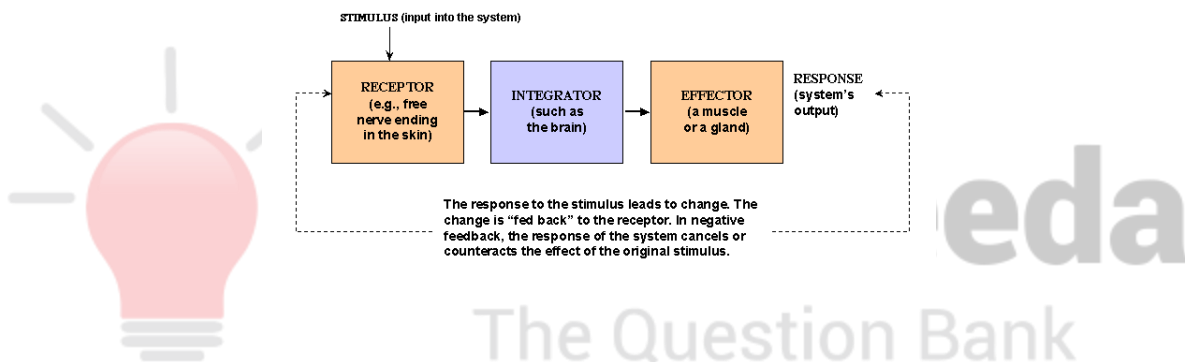 STIMULUS (input into the system)
RECEPTOR
(e.g., free
nerve ending
in the skin)
INTEGRATOR
(such as
the brain)
EFFECTOR
(a muscle
or a gland)
RESPONSE
(system's
output)
The response to the stimulus leads to change. The
change is “fed back” to the receptor. In negative
feedback, the response of the system cancels or
counteracts the effect of the original stimulus.
eda
The Question Bank